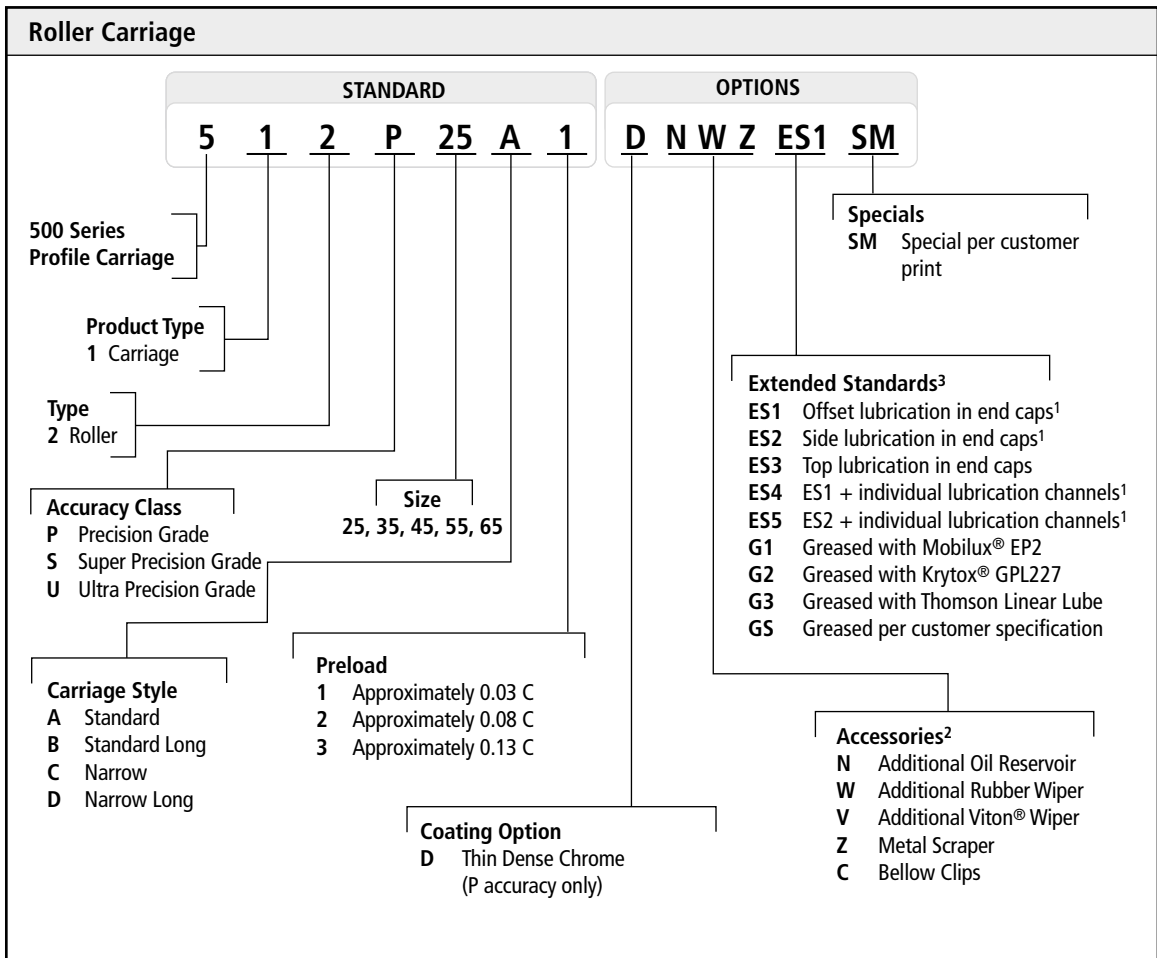 Roller Carriage
STANDARD
OPTIONS
5 1 2 P 25 A 1 D N W Z ES1 SM
500 Series
Profile Carriage
Product Type
1 Carriage
Type
2 Roller
Accuracy Class
P Precision Grade
S Super Precision Grade
U Ultra Precision Grade
Size
25, 35, 45, 55, 65
Carriage Style
A Standard
B Standard Long
C Narrow
D Narrow Long
Preload
1 Approximately 0.03 C
2 Approximately 0.08 C
3 Approximately 0.13 C
Coating Option
D Thin Dense Chrome
(P accuracy only)
Specials
SM Special per customer
print
Extended Standards³
ES1 Offset lubrication in end caps¹
ES2 Side lubrication in end caps¹
ES3 Top lubrication in end caps
ES4 ES1 + individual lubrication channels¹
ES5 ES2 + individual lubrication channels¹
G1 Greased with Mobilux® EP2
G2 Greased with Krytox® GPL227
G3 Greased with Thomson Linear Lube
GS Greased per customer specification
Accessories²
N Additional Oil Reservoir
W Additional Rubber Wiper
V Additional Viton® Wiper
Z Metal Scraper
C Bellow Clips